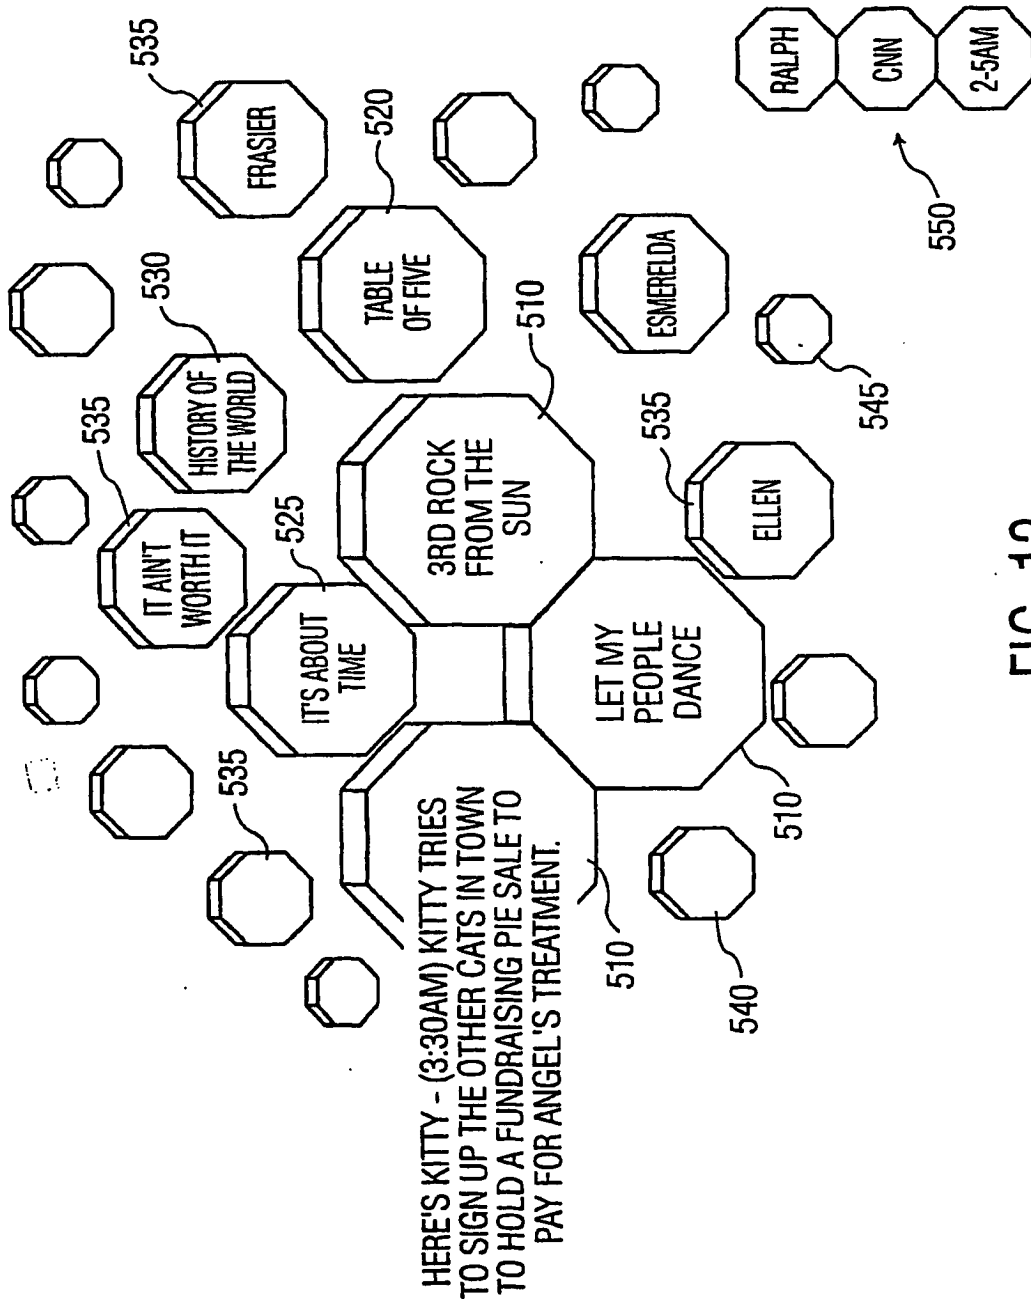 535
535
530
IT AIN'T
WORTH IT
HISTORY OF
THE WORLD
535
FRASIER
525
IT'S ABOUT
TIME
520
TABLE
OF FIVE
HERE'S KITTY - (3:30AM) KITTY TRIES
TO SIGN UP THE OTHER CATS IN TOWN
TO HOLD A FUNDRAISING PIE SALE TO
PAY FOR ANGEL'S TREATMENT.
3RD ROCK
FROM THE
SUN
510
LET MY
PEOPLE
DANCE
510
ESMERELDA
535
540
ELLEN
510
RALPH
545
CNN
550
2-5AM
FIG.